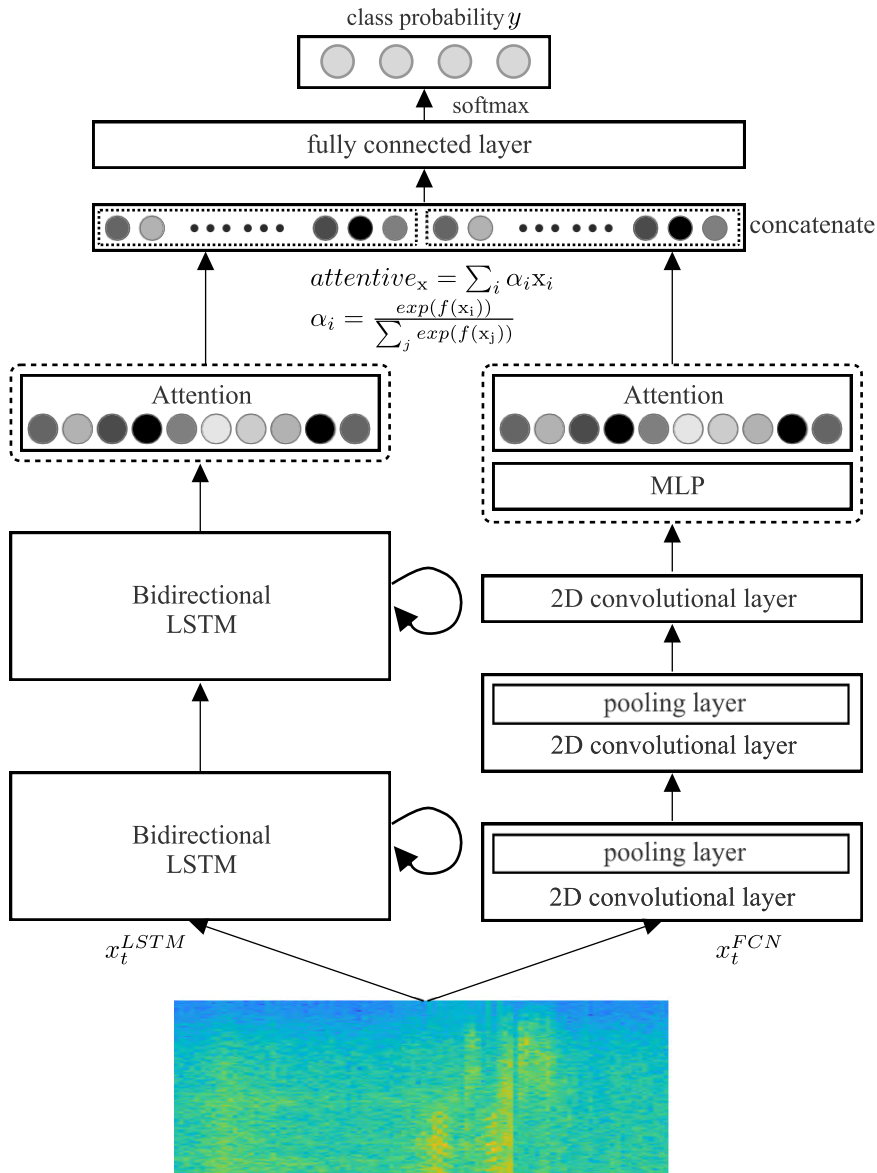 class probability y
softmax
fully connected layer
concatenate
attentive_x = ∑_i α_i x_i
α_i = exp(f(x_i)) / ∑_j exp(f(x_j))
Attention
Attention
MLP
Bidirectional
LSTM
2D convolutional layer
pooling layer
2D convolutional layer
Bidirectional
LSTM
pooling layer
2D convolutional layer
x_t^{LSTM}
x_t^{FCN}